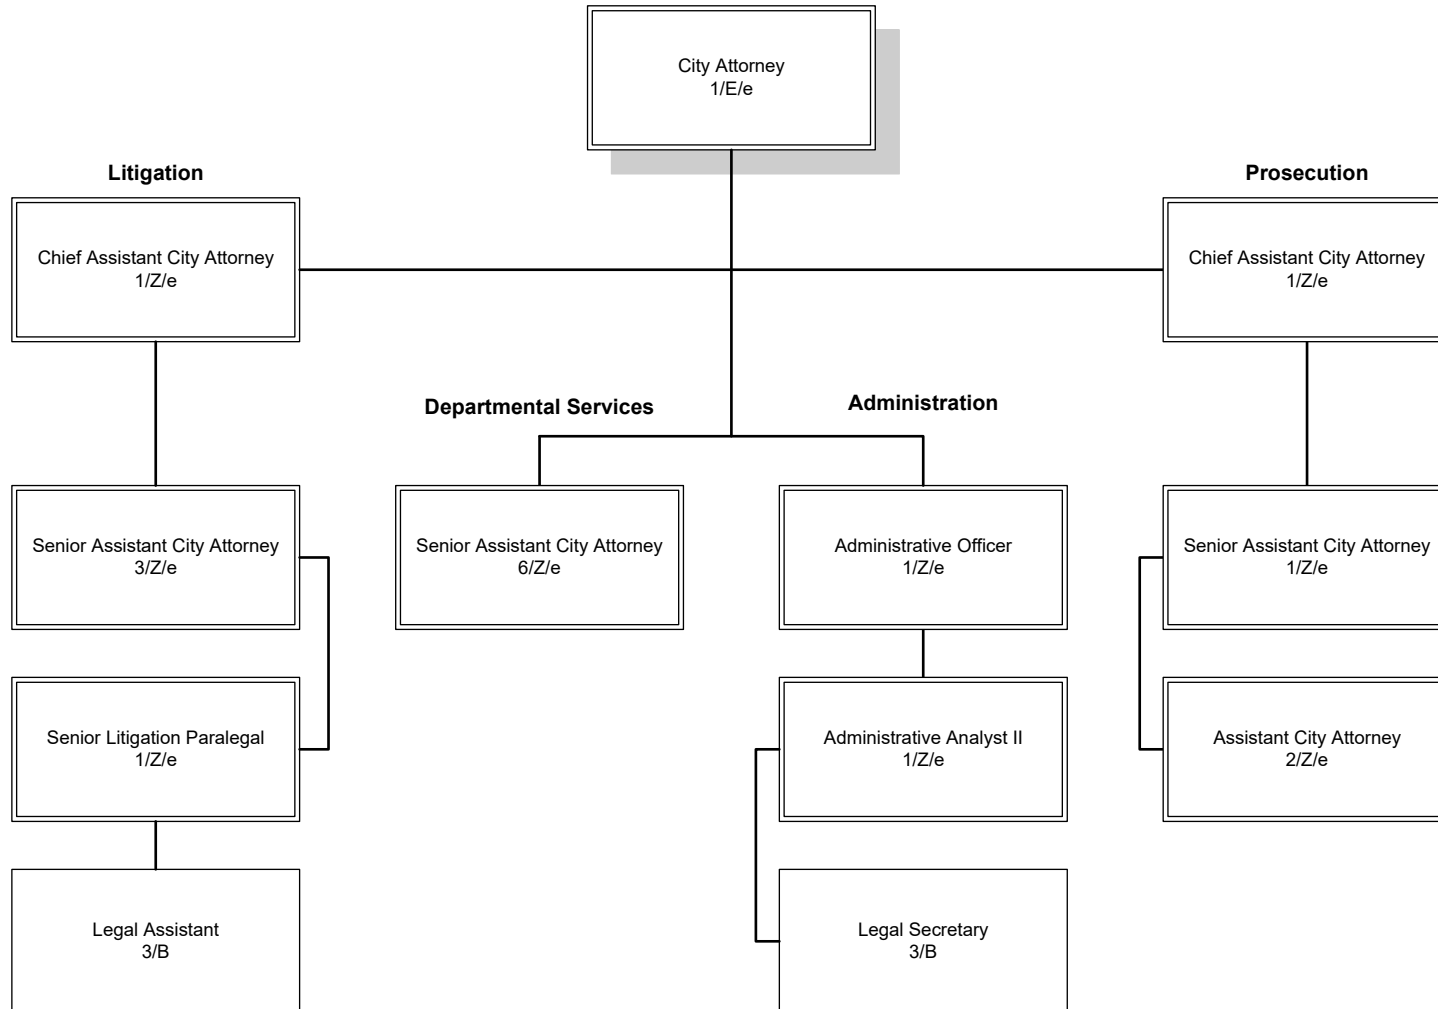 City Attorney
1/E/e
Litigation
Prosecution
Chief Assistant City Attorney
1/Z/e
Chief Assistant City Attorney
1/Z/e
Departmental Services
Administration
Senior Assistant City Attorney
3/Z/e
Senior Assistant City Attorney
6/Z/e
Administrative Officer
1/Z/e
Senior Assistant City Attorney
1/Z/e
Senior Litigation Paralegal
1/Z/e
Administrative Analyst II
1/Z/e
Assistant City Attorney
2/Z/e
Legal Assistant
3/B
Legal Secretary
3/B